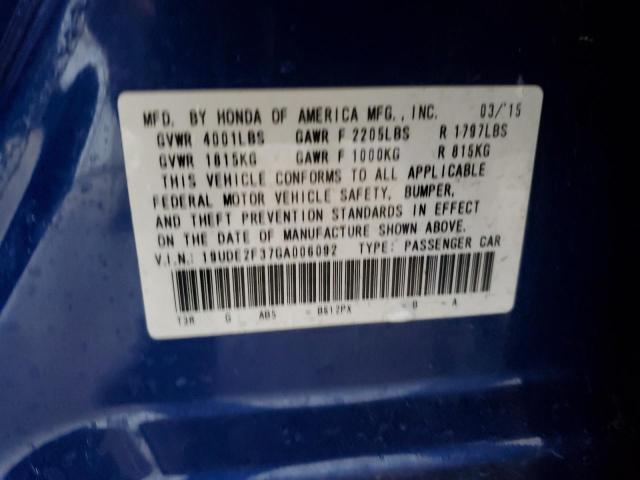 MFD. BY HONDA OF AMERICA MFG., INC. 03/'15
GVWR 4001LBS GAWR F 2205LBS R 1797LBS
GVWR 1815KG GAWR F 1000KG R 815KG
THIS VEHICLE CONFORMS TO ALL APPLICABLE
FEDERAL MOTOR VEHICLE SAFETY, BUMPER,
AND THEFT PREVENTION STANDARDS IN EFFECT
ON THE DATE OF MANUFACTURE SHOWN ABOVE.
V.I.N.: 19UDE2F37GA006092 TYPE: PASSENGER CAR
T3R G AB5 - B612PX - B - A